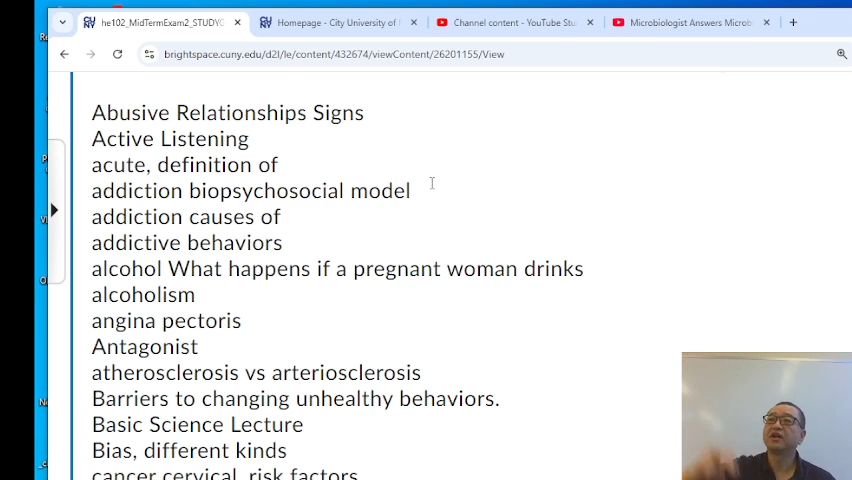 he102_MidTermExam2_STUDYG
Homepage - City University of
Channel content - YouTube Stu
Microbiologist Answers Microbi
brightspace.cuny.edu/d2l/le/content/432674/viewContent/26201155/View
Abusive Relationships Signs
Active Listening
acute, definition of
addiction biopsychosocial model
addiction causes of
addictive behaviors
alcohol What happens if a pregnant woman drinks
alcoholism
angina pectoris
Antagonist
atherosclerosis vs arteriosclerosis
Barriers to changing unhealthy behaviors.
Basic Science Lecture
Bias, different kinds
cancer cervical, risk factors